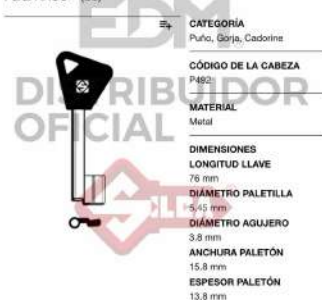 EDM
CATEGORÍA
Puño, Gorja, Cadorine
CÓDIGO DE LA CABEZA
P492
DISTRIBUIDOR
MATERIAL
Metal
OFICIAL
DIMENSIONES
LONGITUD LLAVE
76 mm
DIÁMETRO PALETILLA
5,45 mm
SILCA
DIÁMETRO AGUJERO
3.8 mm
ANCHURA PALETÓN
15.8 mm
ESPESOR PALETÓN
13,8 mm